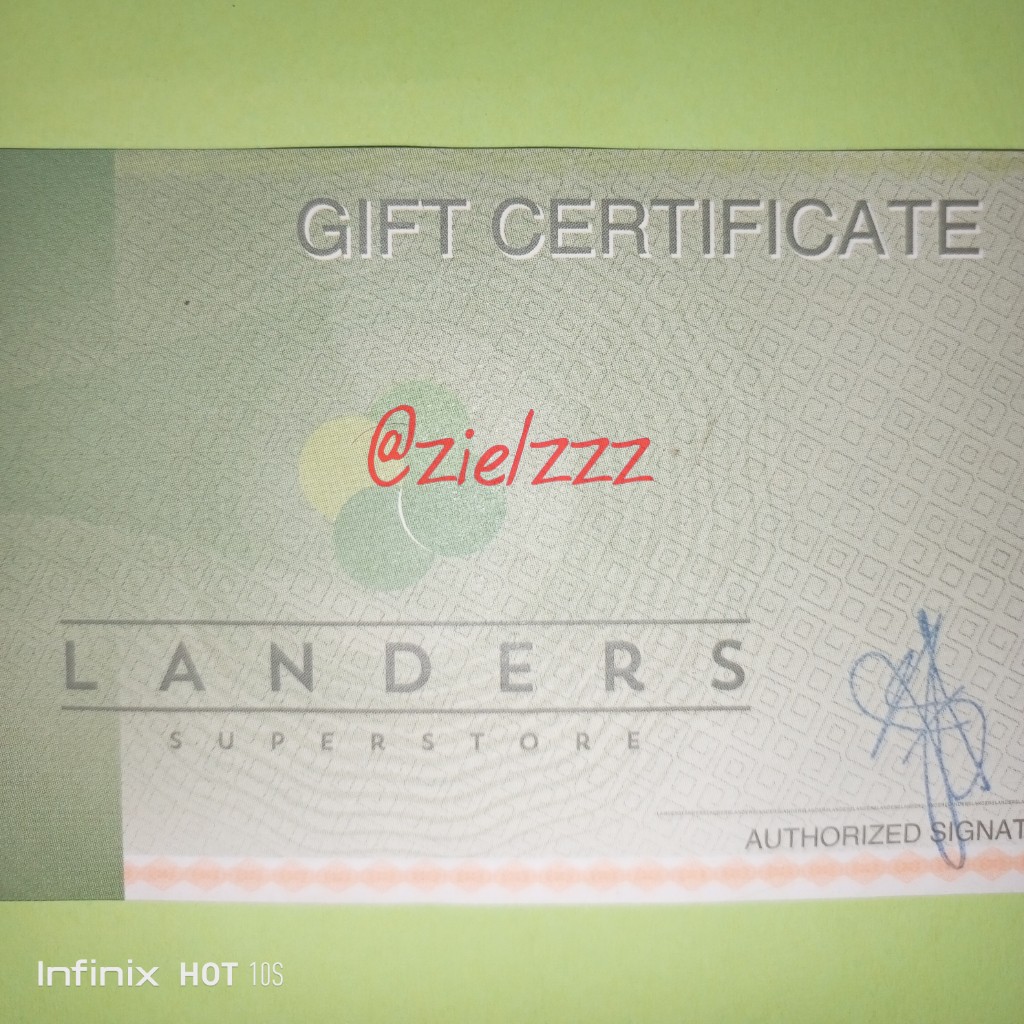 GIFT CERTIFICATE
@zielzzz
LANDERS
SUPERSTORE
AUTHORIZED SIGNAT
Infinix HOT 10S